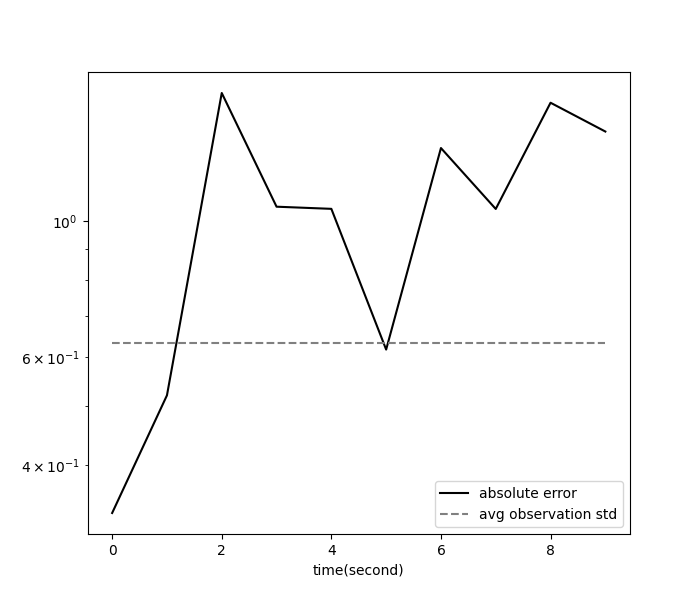 10⁰
6 × 10⁻¹
4 × 10⁻¹
0 2 4 6 8
time(second)
absolute error
avg observation std